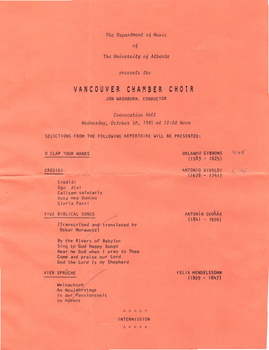 The Department of Music
of
The University of Alberta
presents the
VANCOUVER CHAMBER CHOIR
JON WASHBURN, CONDUCTOR
Convocation Hall
Wednesday, October 30, 1985 at 12:00 Noon
SELECTIONS FROM THE FOLLOWING REPERTOIRE WILL BE PRESENTED:
O CLAP YOUR HANDS ORLANDO GIBBONS
(1583 - 1625)
CREDIDI ANTONIO VIVALDI
(1678 - 1741)
Credidi
Ego dixi
Calicem salutaris
Vota mea Domino
Gloria Patri
FIVE BIBLICAL SONGS ANTONÍN DVOŘÁK
(1841 - 1904)
(Transcribed and translated by
Oskar Morawetz)
By the Rivers of Babylon
Sing to God Happy Songs
Hear me God when I pray to Thee
Come and praise our Lord
God the Lord is my Shepherd
VIER SPRÜCHE FELIX MENDELSSOHN
(1809 - 1847)
Weinachten
Am Neujahrstage
In der Passionszeit
Im Advent
* * * * *
INTERMISSION
* * * * *